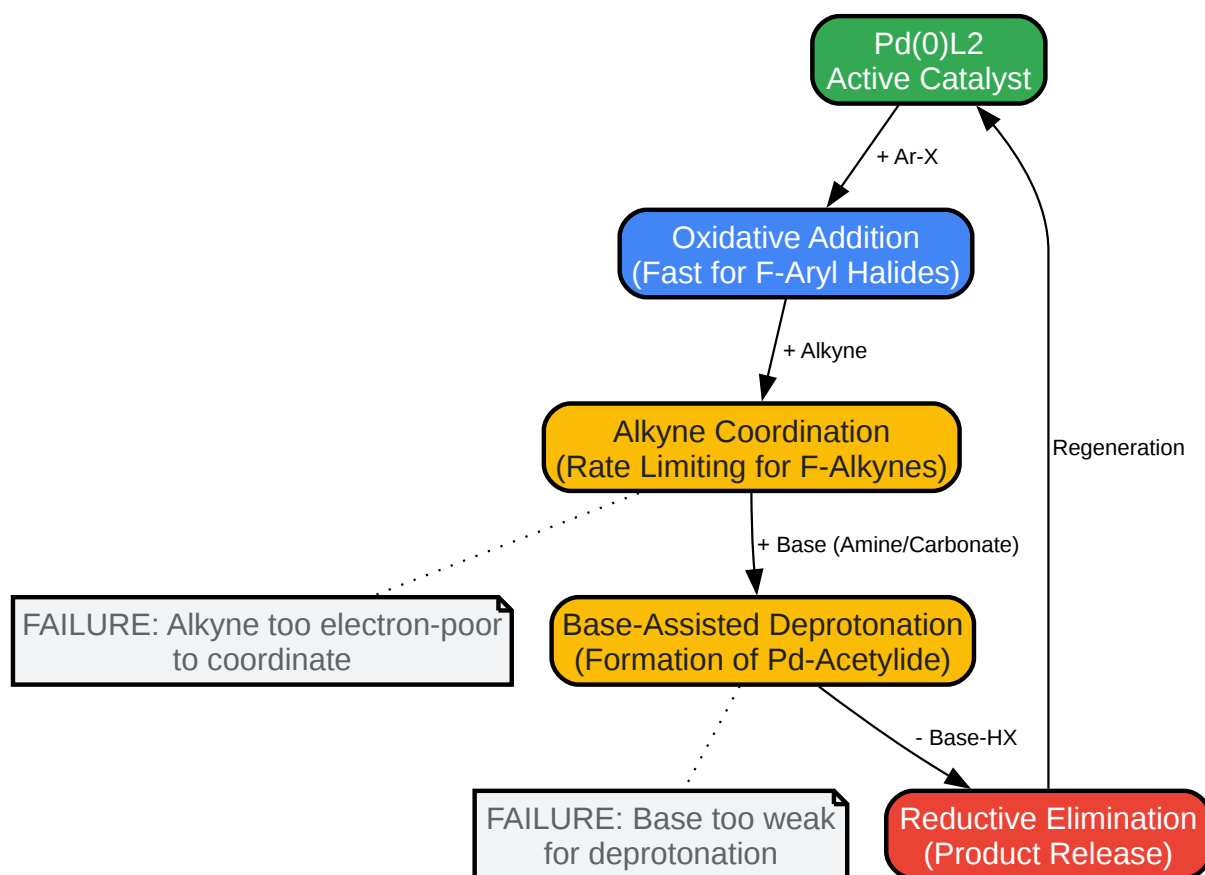 Pd(0)L2
Active Catalyst
+ Ar-X
Oxidative Addition
(Fast for F-Aryl Halides)
+ Alkyne
Alkyne Coordination
(Rate Limiting for F-Alkynes)
Regeneration
+ Base (Amine/Carbonate)
FAILURE: Alkyne too electron-poor
to coordinate
Base-Assisted Deprotonation
(Formation of Pd-Acetylide)
- Base-HX
FAILURE: Base too weak
for deprotonation
Reductive Elimination
(Product Release)